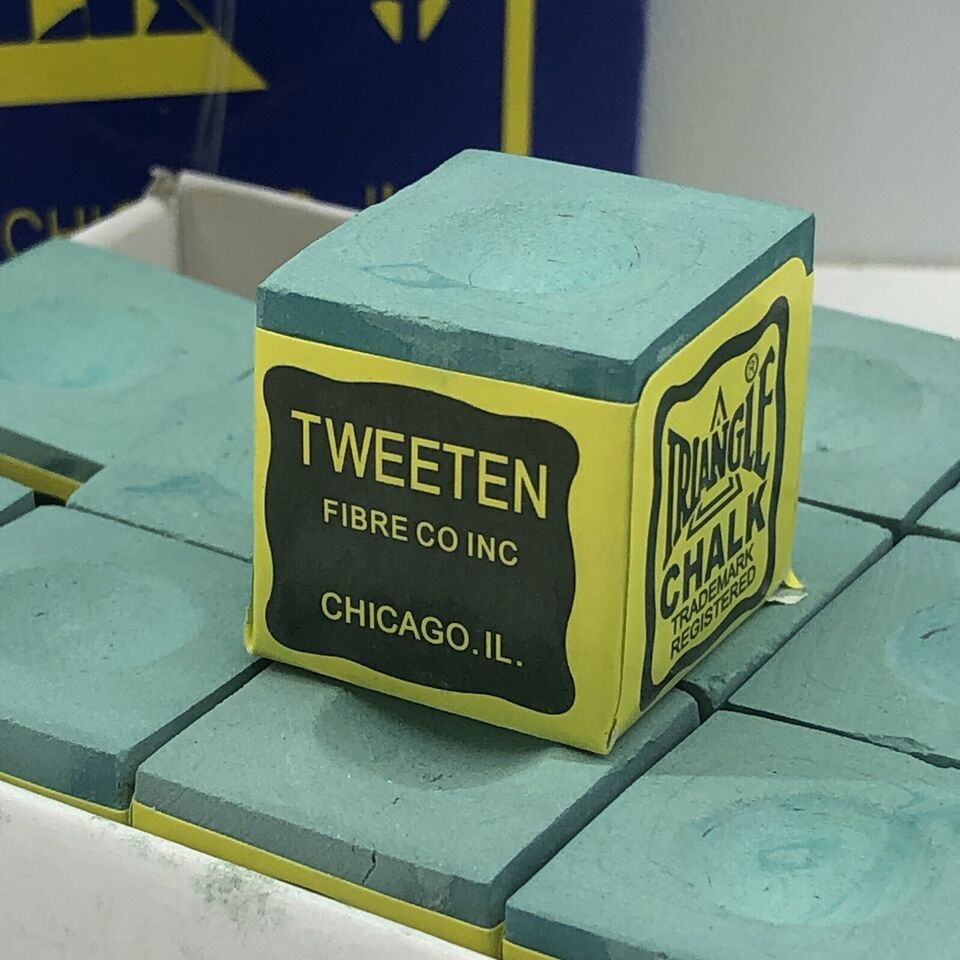 TWEETEN
FIBRE CO INC
CHICAGO.IL.
TRIANGLE®
CHALK
TRADEMARK
REGISTERED